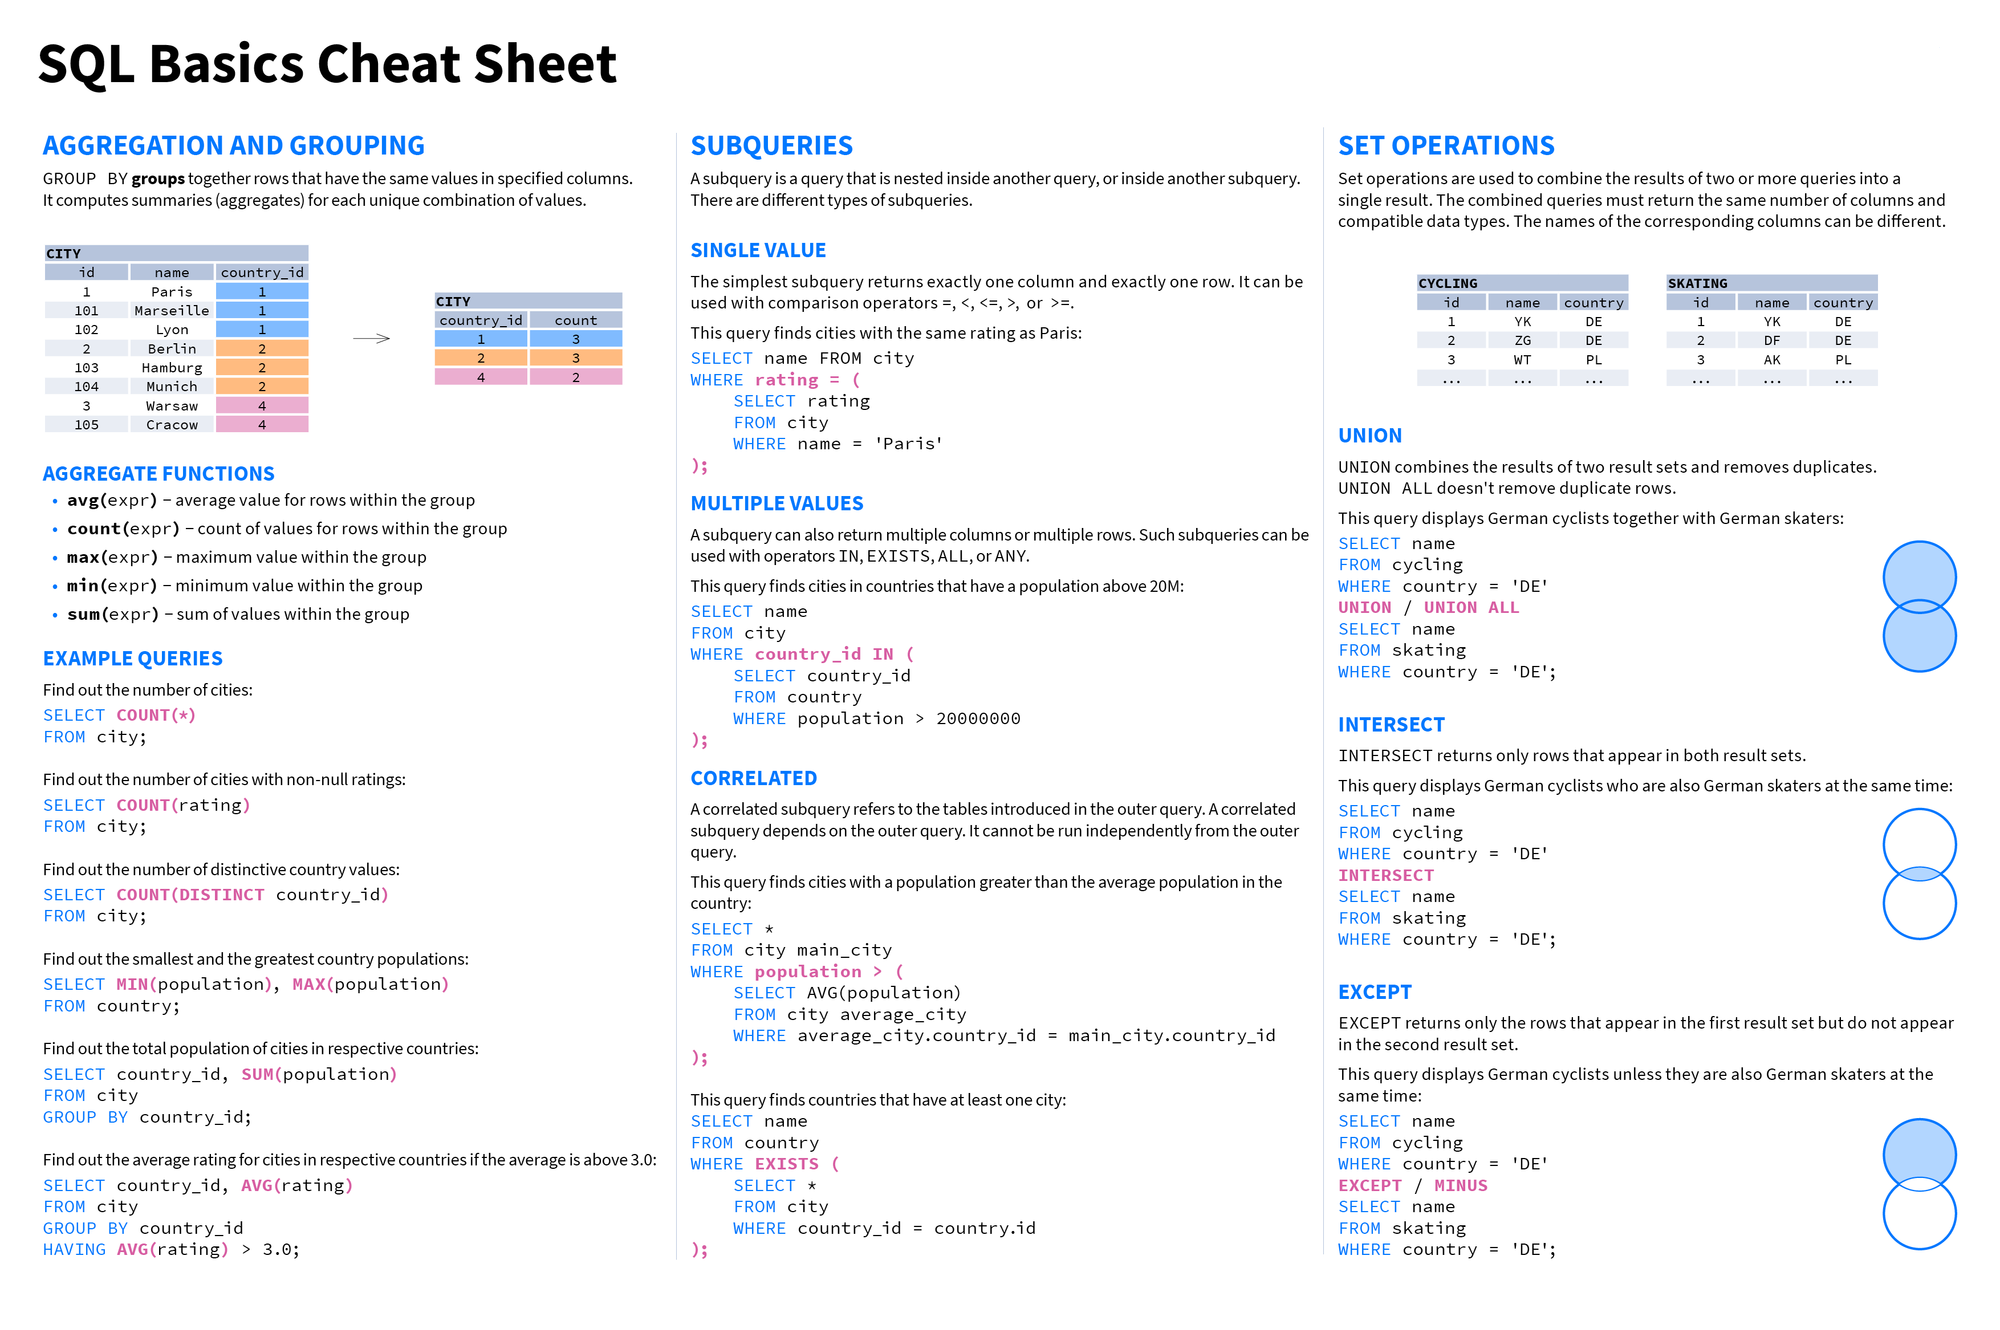 SQL Basics Cheat Sheet
AGGREGATION AND GROUPING
GROUP BY groups together rows that have the same values in specified columns.
It computes summaries (aggregates) for each unique combination of values.
CITY
id name country_id
1 Paris 1
101 Marseille 1
102 Lyon 1
2 Berlin 2
103 Hamburg 2
104 Munich 2
3 Warsaw 4
105 Cracow 4
CITY
country_id count
1 3
2 3
4 2
AGGREGATE FUNCTIONS
• avg(expr) − average value for rows within the group
• count(expr) − count of values for rows within the group
• max(expr) − maximum value within the group
• min(expr) − minimum value within the group
• sum(expr) − sum of values within the group
EXAMPLE QUERIES
Find out the number of cities:
SELECT COUNT(*)
FROM city;
Find out the number of cities with non-null ratings:
SELECT COUNT(rating)
FROM city;
Find out the number of distinctive country values:
SELECT COUNT(DISTINCT country_id)
FROM city;
Find out the smallest and the greatest country populations:
SELECT MIN(population), MAX(population)
FROM country;
Find out the total population of cities in respective countries:
SELECT country_id, SUM(population)
FROM city
GROUP BY country_id;
Find out the average rating for cities in respective countries if the average is above 3.0:
SELECT country_id, AVG(rating)
FROM city
GROUP BY country_id
HAVING AVG(rating) > 3.0;
SUBQUERIES
A subquery is a query that is nested inside another query, or inside another subquery.
There are different types of subqueries.
SINGLE VALUE
The simplest subquery returns exactly one column and exactly one row. It can be
used with comparison operators =, <, <=, >, or >=.
This query finds cities with the same rating as Paris:
SELECT name FROM city
WHERE rating = (
SELECT rating
FROM city
WHERE name = 'Paris'
);
MULTIPLE VALUES
A subquery can also return multiple columns or multiple rows. Such subqueries can be
used with operators IN, EXISTS, ALL, or ANY.
This query finds cities in countries that have a population above 20M:
SELECT name
FROM city
WHERE country_id IN (
SELECT country_id
FROM country
WHERE population > 20000000
);
CORRELATED
A correlated subquery refers to the tables introduced in the outer query. A correlated
subquery depends on the outer query. It cannot be run independently from the outer
query.
This query finds cities with a population greater than the average population in the
country:
SELECT *
FROM city main_city
WHERE population > (
SELECT AVG(population)
FROM city average_city
WHERE average_city.country_id = main_city.country_id
);
This query finds countries that have at least one city:
SELECT name
FROM country
WHERE EXISTS (
SELECT *
FROM city
WHERE country_id = country.id
);
SET OPERATIONS
Set operations are used to combine the results of two or more queries into a
single result. The combined queries must return the same number of columns and
compatible data types. The names of the corresponding columns can be different.
CYCLING
id name country
1 YK DE
2 ZG DE
3 WT PL
... ... ...
SKATING
id name country
1 YK DE
2 DF DE
3 AK PL
... ... ...
UNION
UNION combines the results of two result sets and removes duplicates.
UNION ALL doesn't remove duplicate rows.
This query displays German cyclists together with German skaters:
SELECT name
FROM cycling
WHERE country = 'DE'
UNION / UNION ALL
SELECT name
FROM skating
WHERE country = 'DE';
INTERSECT
INTERSECT returns only rows that appear in both result sets.
This query displays German cyclists who are also German skaters at the same time:
SELECT name
FROM cycling
WHERE country = 'DE'
INTERSECT
SELECT name
FROM skating
WHERE country = 'DE';
EXCEPT
EXCEPT returns only the rows that appear in the first result set but do not appear
in the second result set.
This query displays German cyclists unless they are also German skaters at the
same time:
SELECT name
FROM cycling
WHERE country = 'DE'
EXCEPT / MINUS
SELECT name
FROM skating
WHERE country = 'DE';